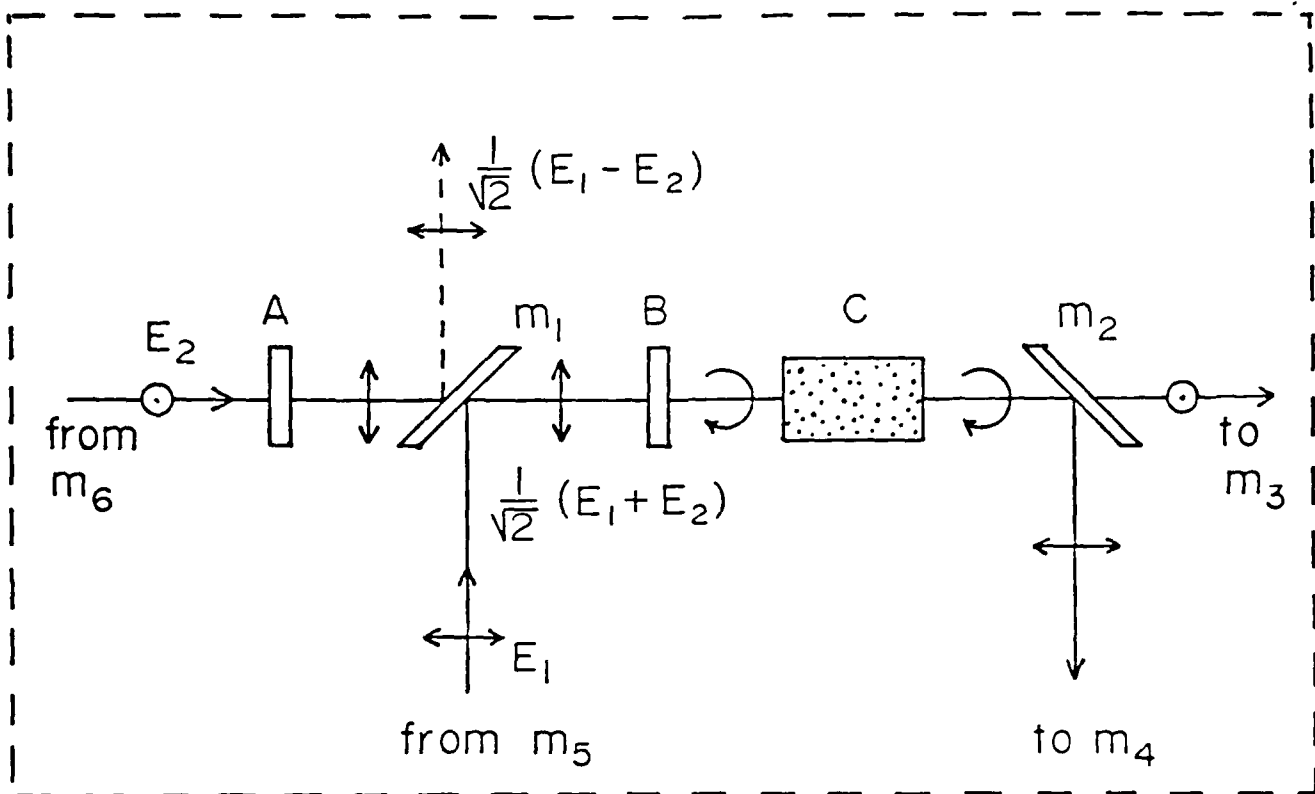 1/√2 (E₁ - E₂)
A
m₁
B
C
m₂
E₂
from
m₆
to
m₃
1/√2 (E₁ + E₂)
E₁
from m₅
to m₄